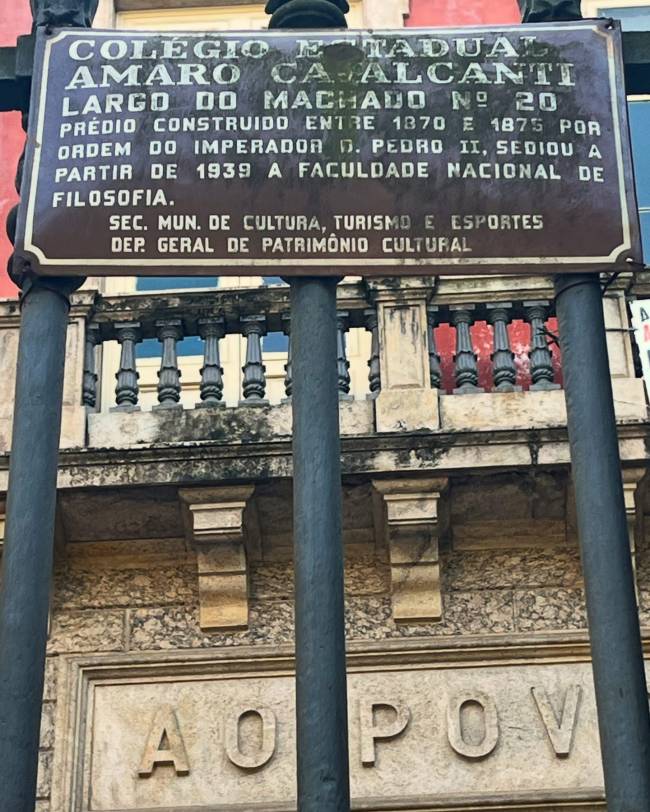 COLÉGIO ESTADUAL
AMARO CAVALCANTI
LARGO DO MACHADO Nº 20
PRÉDIO CONSTRUIDO ENTRE 1870 E 1875 POR
ORDEM DO IMPERADOR D. PEDRO II, SEDIOU A
PARTIR DE 1939 A FACULDADE NACIONAL DE
FILOSOFIA.
SEC. MUN. DE CULTURA, TURISMO E ESPORTES
DEP. GERAL DE PATRIMÔNIO CULTURAL
AO POV